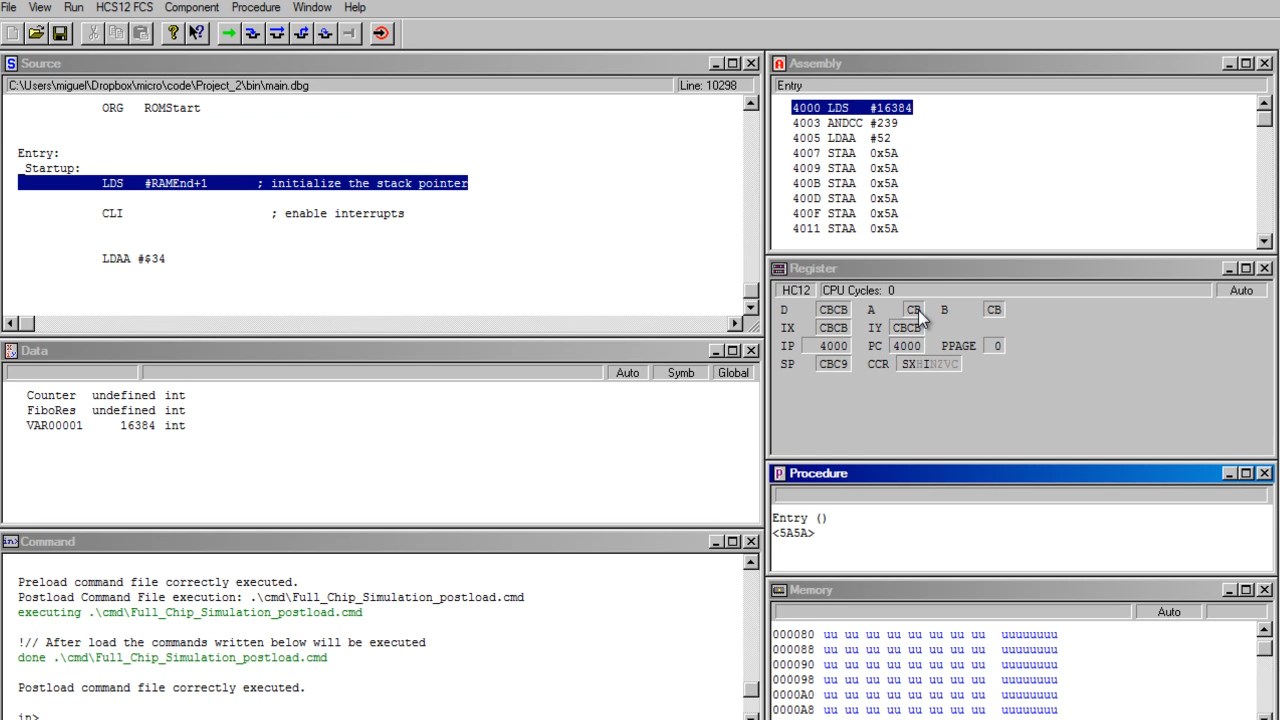 File View Run HCS12 FCS Component Procedure Window Help
Source
C:\Users\miguel\Dropbox\micro\code\Project_2\bin\main.dbg Line: 10298
ORG ROMStart
Entry:
Startup:
LDS #RAMEnd+1 ; initialize the stack pointer
CLI ; enable interrupts
LDAA #$34
Data
Auto Symb Global
Counter undefined int
FiboRes undefined int
VAR00001 16384 int
Command
Preload command file correctly executed.
Postload Command File execution: .\cmd\Full_Chip_Simulation_postload.cmd
executing .\cmd\Full_Chip_Simulation_postload.cmd
!// After load the commands written below will be executed
done .\cmd\Full_Chip_Simulation_postload.cmd
Postload command file correctly executed.
in>
Assembly
Entry
4000 LDS #16384
4003 ANDCC #239
4005 LDAA #52
4007 STAA 0x5A
4009 STAA 0x5A
400B STAA 0x5A
400D STAA 0x5A
400F STAA 0x5A
4011 STAA 0x5A
Register
HC12 CPU Cycles: 0 Auto
D CBCB A CB B CB
IX CBCB IY CBCB
IP 4000 PC 4000 PPAGE 0
SP CBC9 CCR SXHINZVC
Procedure
Entry ()
<5A5A>
Memory
Auto
000080 uu uu uu uu uu uu uu uu uuuuuuuu
000088 uu uu uu uu uu uu uu uu uuuuuuuu
000090 uu uu uu uu uu uu uu uu uuuuuuuu
000098 uu uu uu uu uu uu uu uu uuuuuuuu
0000A0 uu uu uu uu uu uu uu uu uuuuuuuu
0000A8 uu uu uu uu uu uu uu uu uuuuuuuu